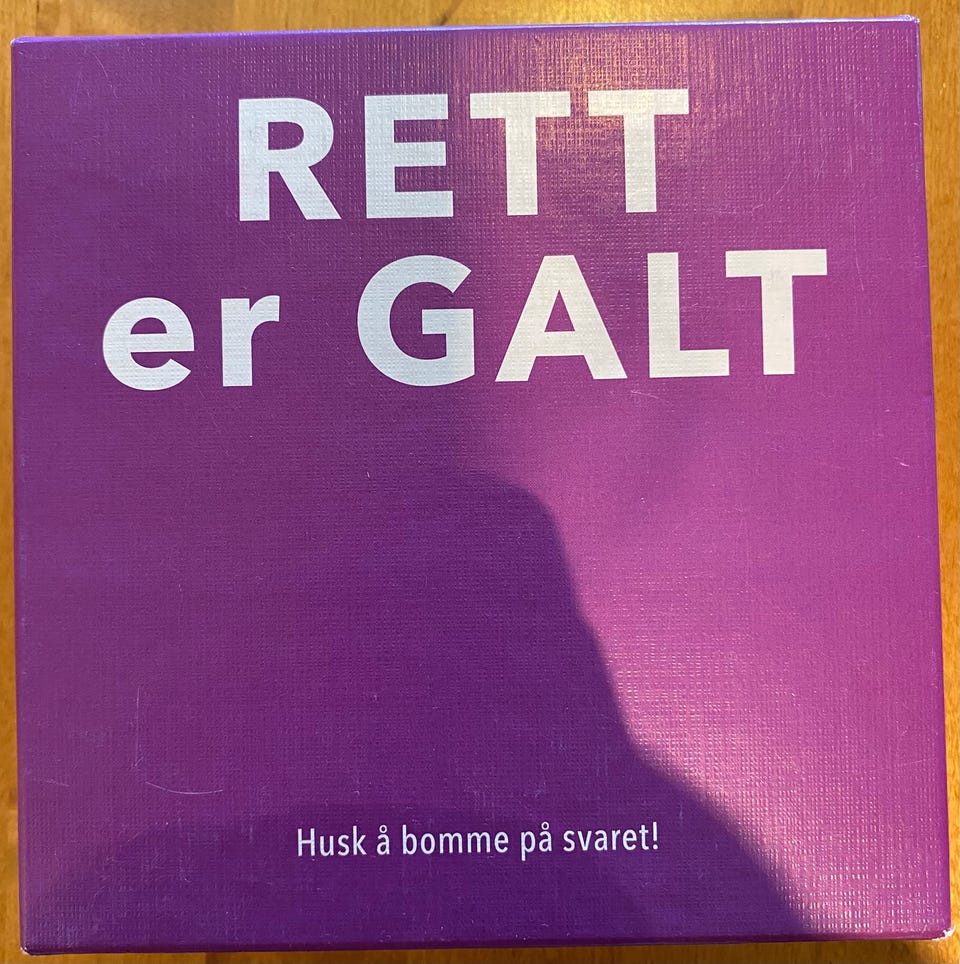 RETT
er GALT
Husk å bomme på svaret!